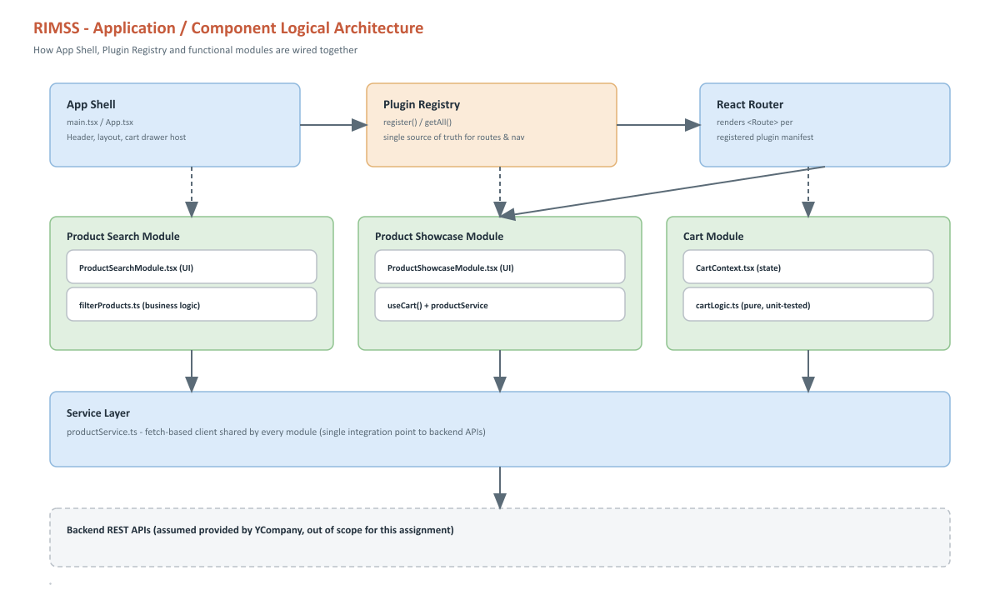 RIMSS - Application / Component Logical Architecture
How App Shell, Plugin Registry and functional modules are wired together
App Shell
main.tsx / App.tsx
Header, layout, cart drawer host
Plugin Registry
register() / getAll()
single source of truth for routes & nav
React Router
renders <Route> per
registered plugin manifest
Product Search Module
ProductSearchModule.tsx (UI)
filterProducts.ts (business logic)
Product Showcase Module
ProductShowcaseModule.tsx (UI)
useCart() + productService
Cart Module
CartContext.tsx (state)
cartLogic.ts (pure, unit-tested)
Service Layer
productService.ts - fetch-based client shared by every module (single integration point to backend APIs)
Backend REST APIs (assumed provided by YCompany, out of scope for this assignment)